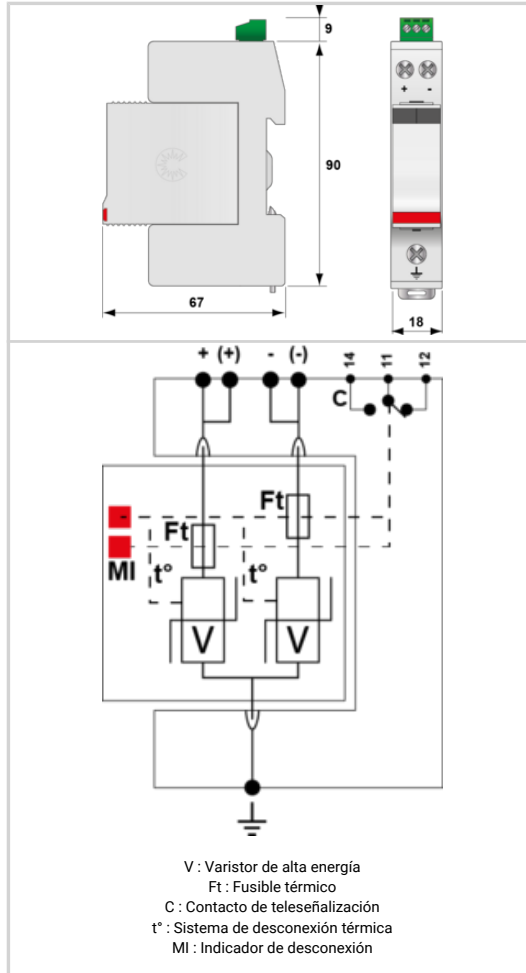 9
90
67
+ -
18
+ (+) - (-)
14 11 12
C
Ft
Ft
MI
t°
t°
V
V
V : Varistor de alta energía
Ft : Fusible térmico
C : Contacto de teleseñalización
t° : Sistema de desconexión térmica
MI : Indicador de desconexión